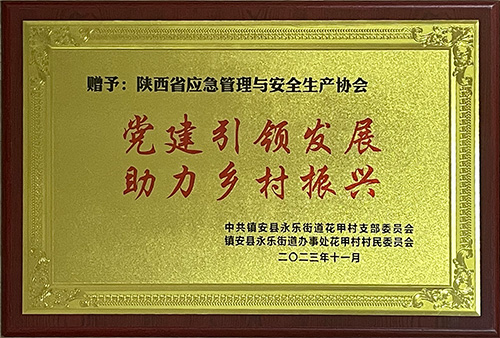 赠予：陕西省应急管理与安全生产协会
党建引领发展
助力乡村振兴
中共镇安县永乐街道花甲村支部委员会
镇安县永乐街道办事处花甲村村民委员会
二〇二三年十一月